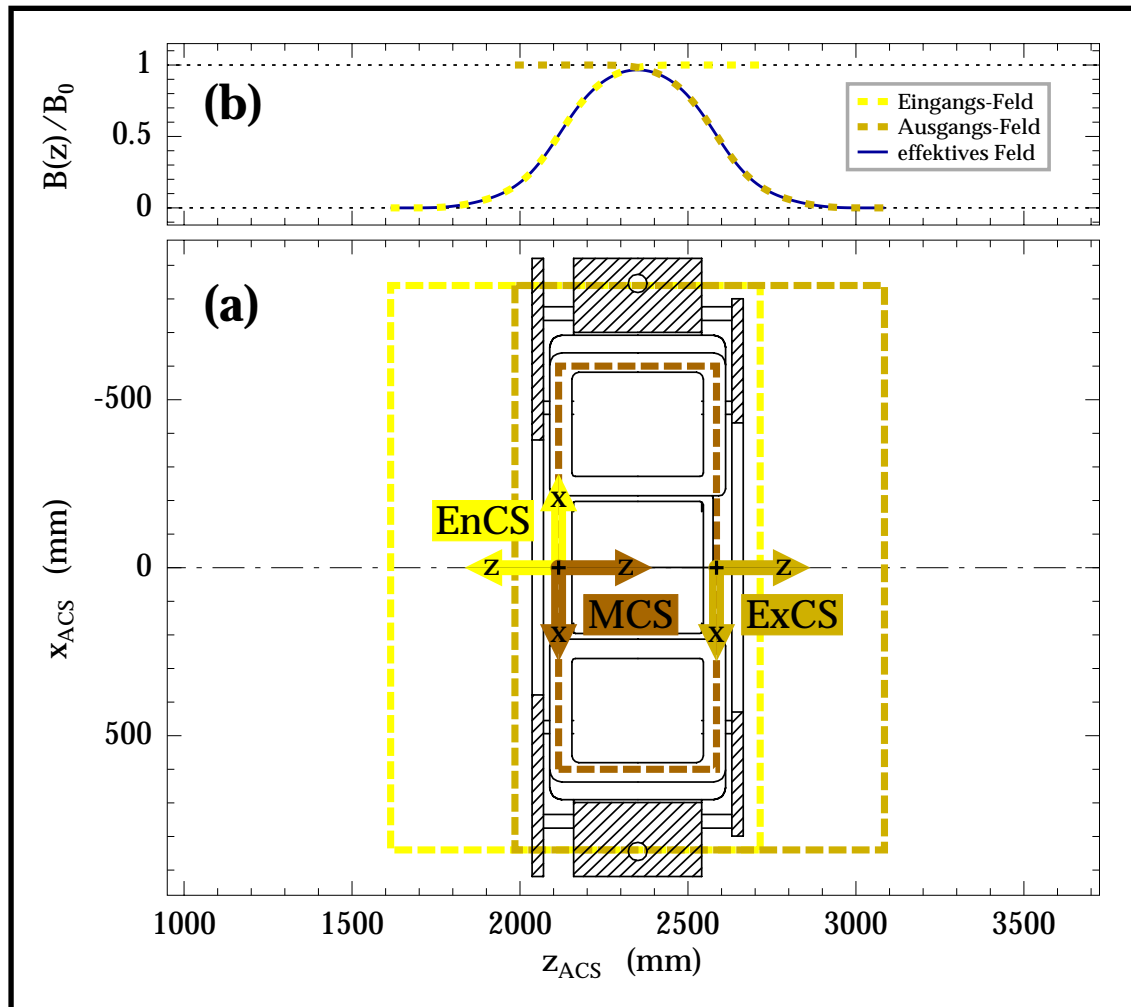 B(z)/B0
1
0.5
0
(b)
Eingangs-Feld
Ausgangs-Feld
effektives Feld
(a)
xACS (mm)
-500
0
500
EnCS
x
z
z
MCS
x
z
ExCS
x
1000
1500
2000
2500
3000
3500
zACS (mm)